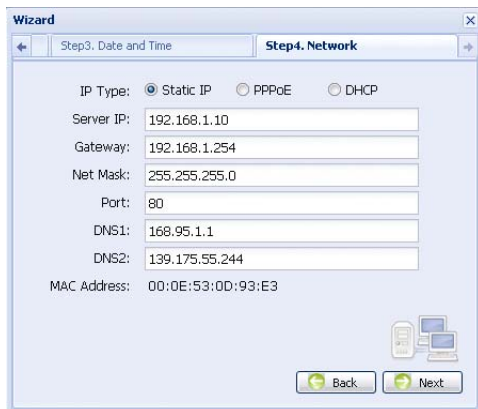 Wizard
Step3. Date and Time Step4. Network
IP Type: Static IP PPPoE DHCP
Server IP: 192.168.1.10
Gateway: 192.168.1.254
Net Mask: 255.255.255.0
Port: 80
DNS1: 168.95.1.1
DNS2: 139.175.55.244
MAC Address: 00:0E:53:0D:93:E3
Back Next